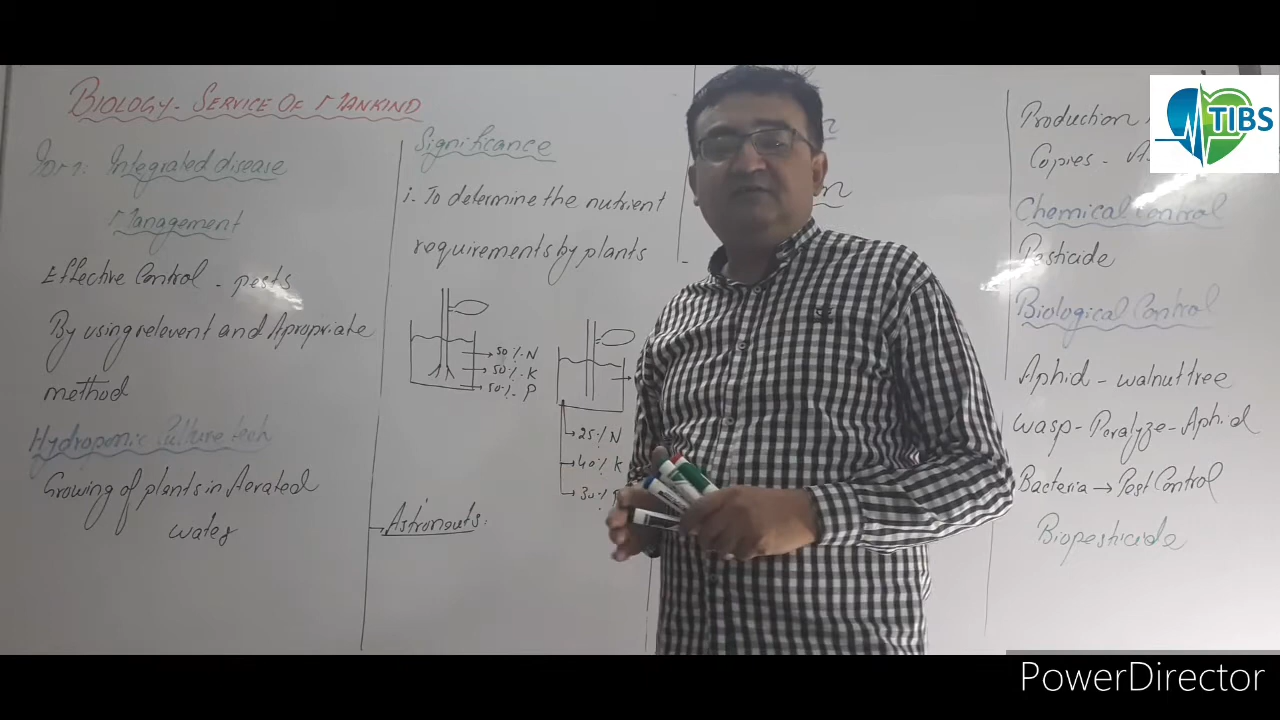 BIOLOGY- SERVICE OF MANKIND
Integrated disease
Management
Effective Control - pests
By using relevent and Apropriate
method
Hydroponic Culture tech
Growing of plants in Aerated
water
Significance
i. To determine the nutrient
requirements by plants
50% N
50% K
50% P
25% N
40% K
30%
Astronauts:
Production
Copies -
Chemical Control
Pesticide
Biological Control
Aphid - walnut tree
wasp - Paralyze - Aphid
Bacteria → Pest Control
Biopesticide
TIBS
PowerDirector